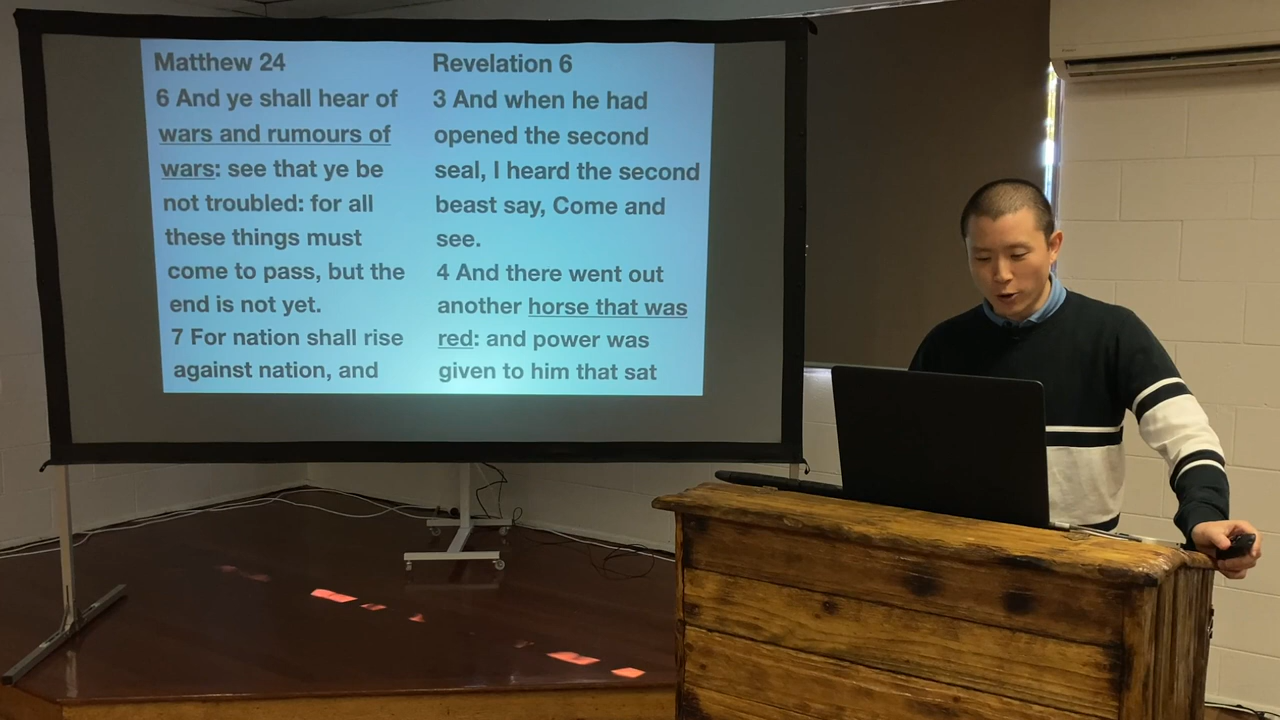 Matthew 24
6 And ye shall hear of
wars and rumours of
wars: see that ye be
not troubled: for all
these things must
come to pass, but the
end is not yet.
7 For nation shall rise
against nation, and
Revelation 6
3 And when he had
opened the second
seal, I heard the second
beast say, Come and
see.
4 And there went out
another horse that was
red: and power was
given to him that sat